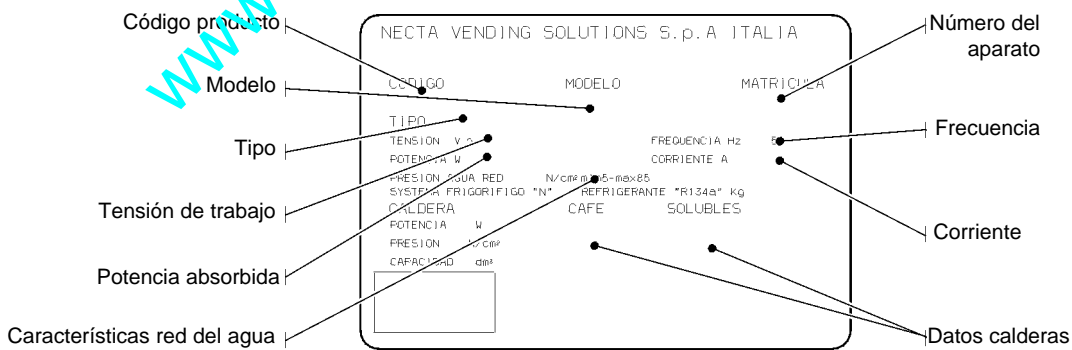 Código producto
Modelo
Tipo
Tensión de trabajo
Potencia absorbida
Características red del agua
NECTA VENDING SOLUTIONS S.p.A ITALIA
CODIGO MODELO MATRICULA
TIPO
TENSION V FREQUENCIA Hz
POTENCIA W CORRIENTE A
PRESION AGUA RED N/cm² min5-max85
SYSTEMA FRIGORIFIGO "N" REFRIGERANTE "R134a" Kg
CALDERA CAFE SOLUBLES
POTENCIA W
PRESION N/cm²
CAPACIDAD dm³
Número del
aparato
Frecuencia
Corriente
Datos calderas
www